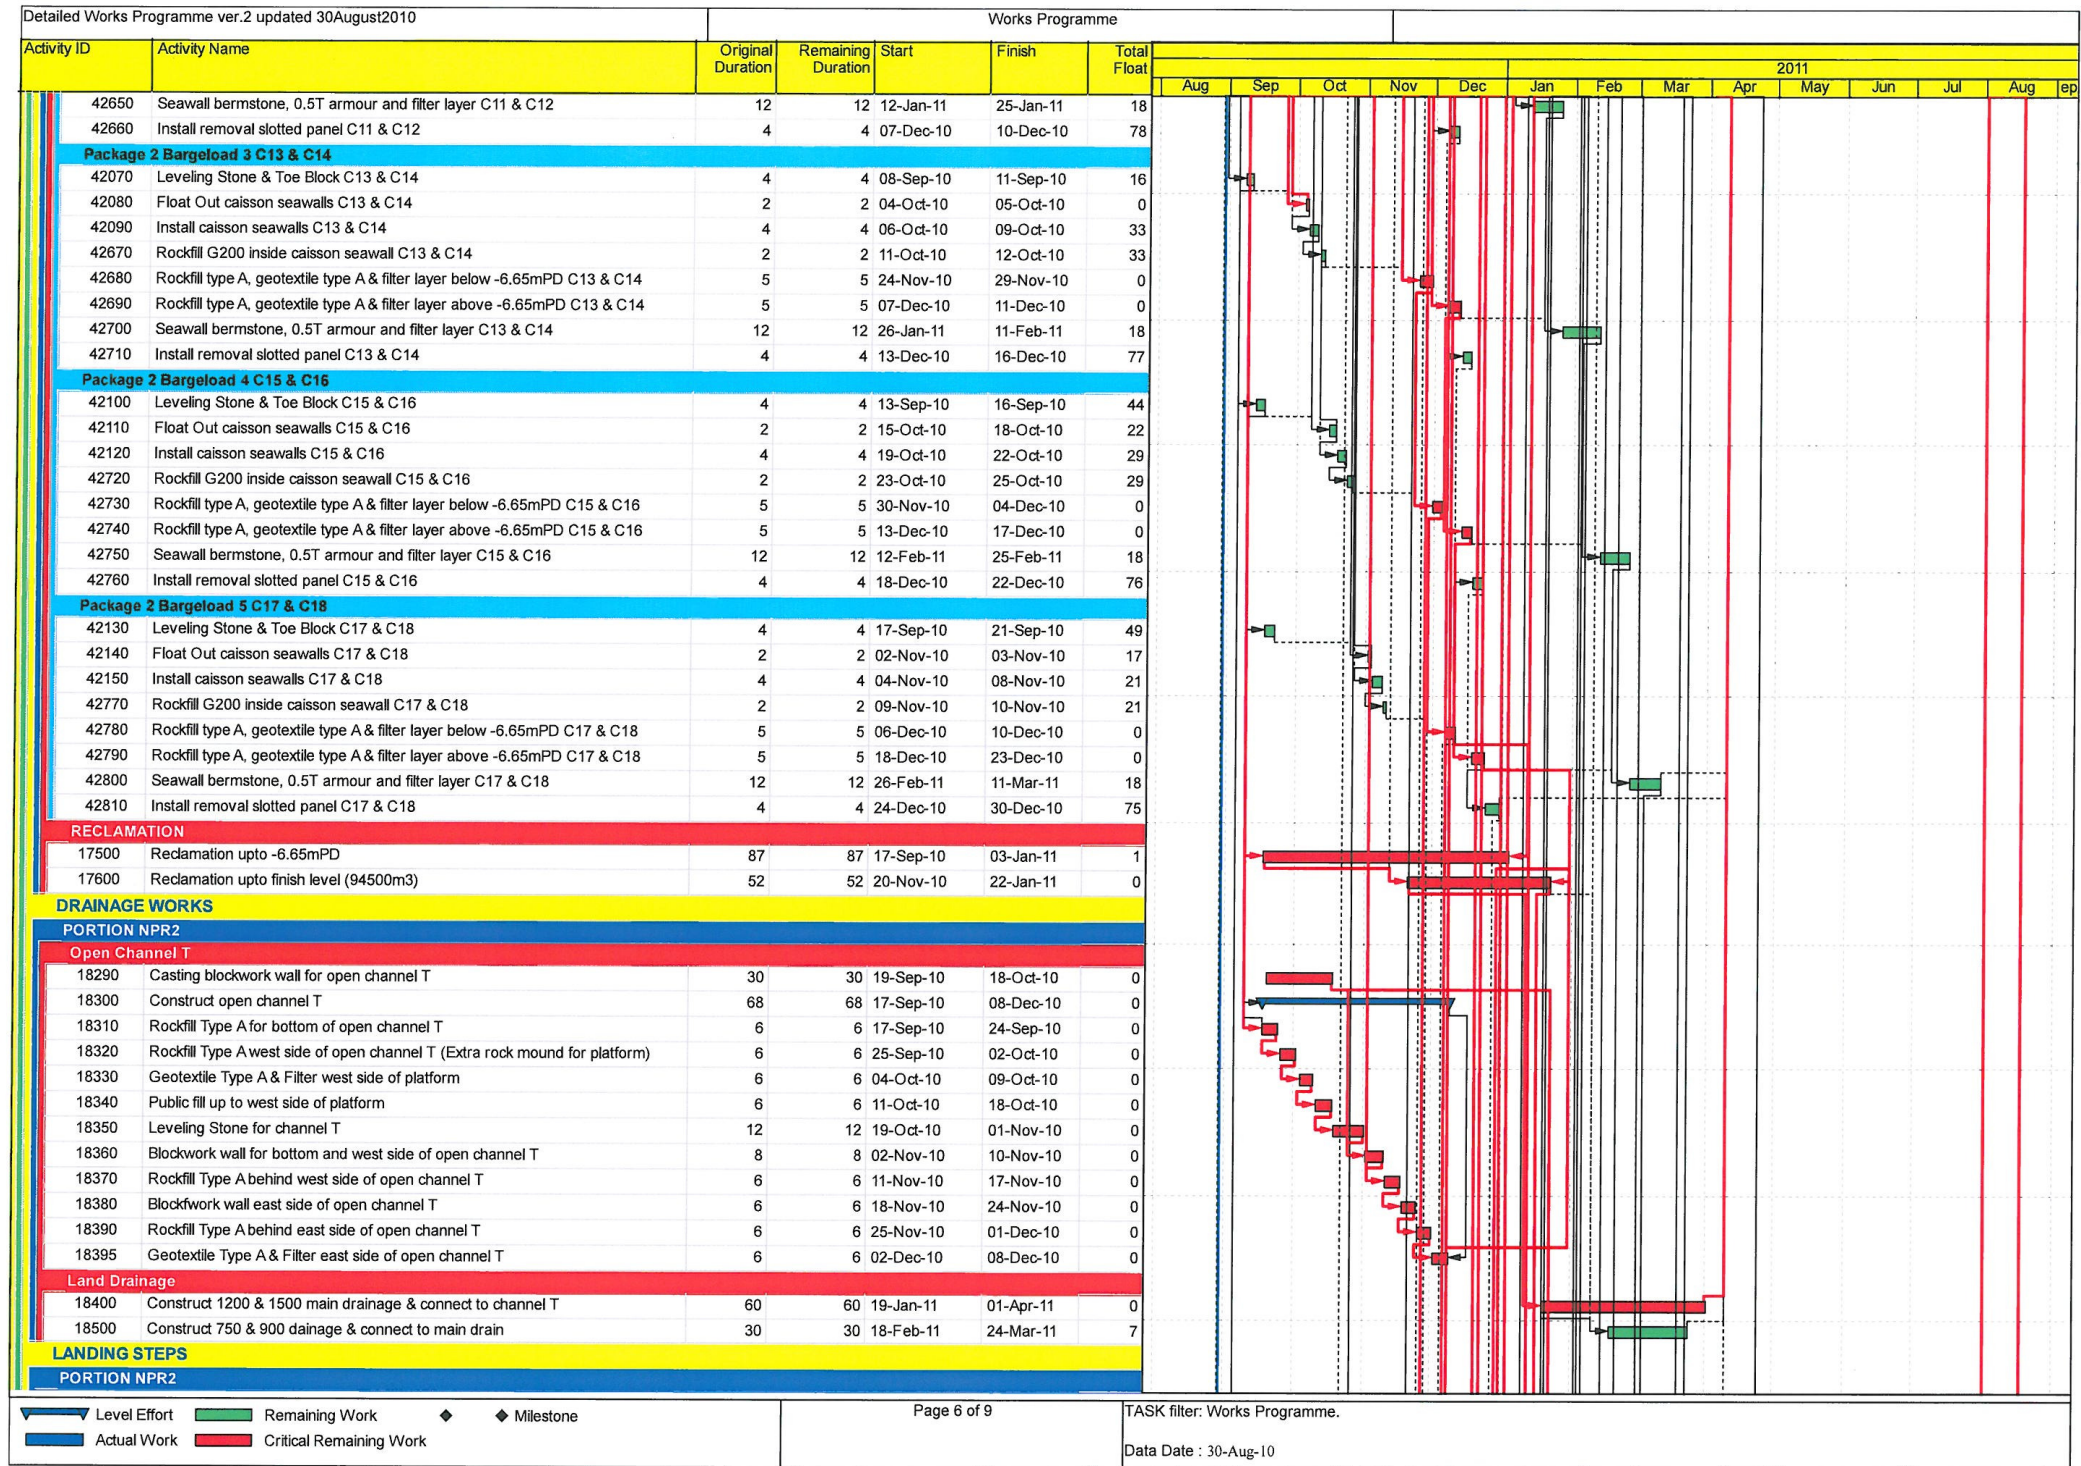 Detailed Works Programme ver.2 updated 30August2010 Works Programme
Activity ID Activity Name Original Duration Remaining Duration Start Finish Total Float
2011
Aug Sep Oct Nov Dec Jan Feb Mar Apr May Jun Jul Aug ep
42650 Seawall bermstone, 0.5T armour and filter layer C11 & C12 12 12 12-Jan-11 25-Jan-11 18
42660 Install removal slotted panel C11 & C12 4 4 07-Dec-10 10-Dec-10 78
Package 2 Bargeload 3 C13 & C14
42070 Leveling Stone & Toe Block C13 & C14 4 4 08-Sep-10 11-Sep-10 16
42080 Float Out caisson seawalls C13 & C14 2 2 04-Oct-10 05-Oct-10 0
42090 Install caisson seawalls C13 & C14 4 4 06-Oct-10 09-Oct-10 33
42670 Rockfill G200 inside caisson seawall C13 & C14 2 2 11-Oct-10 12-Oct-10 33
42680 Rockfill type A, geotextile type A & filter layer below -6.65mPD C13 & C14 5 5 24-Nov-10 29-Nov-10 0
42690 Rockfill type A, geotextile type A & filter layer above -6.65mPD C13 & C14 5 5 07-Dec-10 11-Dec-10 0
42700 Seawall bermstone, 0.5T armour and filter layer C13 & C14 12 12 26-Jan-11 11-Feb-11 18
42710 Install removal slotted panel C13 & C14 4 4 13-Dec-10 16-Dec-10 77
Package 2 Bargeload 4 C15 & C16
42100 Leveling Stone & Toe Block C15 & C16 4 4 13-Sep-10 16-Sep-10 44
42110 Float Out caisson seawalls C15 & C16 2 2 15-Oct-10 18-Oct-10 22
42120 Install caisson seawalls C15 & C16 4 4 19-Oct-10 22-Oct-10 29
42720 Rockfill G200 inside caisson seawall C15 & C16 2 2 23-Oct-10 25-Oct-10 29
42730 Rockfill type A, geotextile type A & filter layer below -6.65mPD C15 & C16 5 5 30-Nov-10 04-Dec-10 0
42740 Rockfill type A, geotextile type A & filter layer above -6.65mPD C15 & C16 5 5 13-Dec-10 17-Dec-10 0
42750 Seawall bermstone, 0.5T armour and filter layer C15 & C16 12 12 12-Feb-11 25-Feb-11 18
42760 Install removal slotted panel C15 & C16 4 4 18-Dec-10 22-Dec-10 76
Package 2 Bargeload 5 C17 & C18
42130 Leveling Stone & Toe Block C17 & C18 4 4 17-Sep-10 21-Sep-10 49
42140 Float Out caisson seawalls C17 & C18 2 2 02-Nov-10 03-Nov-10 17
42150 Install caisson seawalls C17 & C18 4 4 04-Nov-10 08-Nov-10 21
42770 Rockfill G200 inside caisson seawall C17 & C18 2 2 09-Nov-10 10-Nov-10 21
42780 Rockfill type A, geotextile type A & filter layer below -6.65mPD C17 & C18 5 5 06-Dec-10 10-Dec-10 0
42790 Rockfill type A, geotextile type A & filter layer above -6.65mPD C17 & C18 5 5 18-Dec-10 23-Dec-10 0
42800 Seawall bermstone, 0.5T armour and filter layer C17 & C18 12 12 26-Feb-11 11-Mar-11 18
42810 Install removal slotted panel C17 & C18 4 4 24-Dec-10 30-Dec-10 75
RECLAMATION
17500 Reclamation upto -6.65mPD 87 87 17-Sep-10 03-Jan-11 1
17600 Reclamation upto finish level (94500m3) 52 52 20-Nov-10 22-Jan-11 0
DRAINAGE WORKS
PORTION NPR2
Open Channel T
18290 Casting blockwork wall for open channel T 30 30 19-Sep-10 18-Oct-10 0
18300 Construct open channel T 68 68 17-Sep-10 08-Dec-10 0
18310 Rockfill Type A for bottom of open channel T 6 6 17-Sep-10 24-Sep-10 0
18320 Rockfill Type A west side of open channel T (Extra rock mound for platform) 6 6 25-Sep-10 02-Oct-10 0
18330 Geotextile Type A & Filter west side of platform 6 6 04-Oct-10 09-Oct-10 0
18340 Public fill up to west side of platform 6 6 11-Oct-10 18-Oct-10 0
18350 Leveling Stone for channel T 12 12 19-Oct-10 01-Nov-10 0
18360 Blockwork wall for bottom and west side of open channel T 8 8 02-Nov-10 10-Nov-10 0
18370 Rockfill Type A behind west side of open channel T 6 6 11-Nov-10 17-Nov-10 0
18380 Blockfwork wall east side of open channel T 6 6 18-Nov-10 24-Nov-10 0
18390 Rockfill Type A behind east side of open channel T 6 6 25-Nov-10 01-Dec-10 0
18395 Geotextile Type A & Filter east side of open channel T 6 6 02-Dec-10 08-Dec-10 0
Land Drainage
18400 Construct 1200 & 1500 main drainage & connect to channel T 60 60 19-Jan-11 01-Apr-11 0
18500 Construct 750 & 900 dainage & connect to main drain 30 30 18-Feb-11 24-Mar-11 7
LANDING STEPS
PORTION NPR2
Level Effort Remaining Work Milestone Page 6 of 9 TASK filter: Works Programme.
Actual Work Critical Remaining Work
Data Date : 30-Aug-10